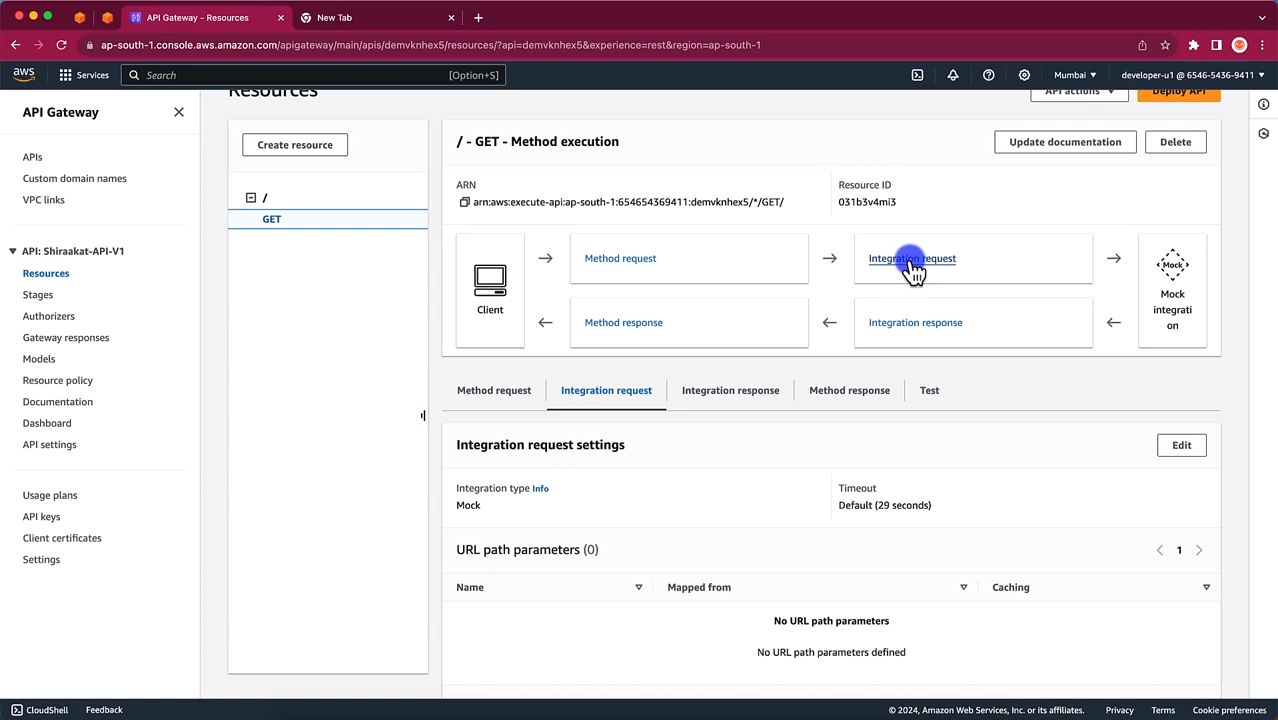 API Gateway - Resources
New Tab
ap-south-1.console.aws.amazon.com/apigateway/main/apis/demvknhex5/resources/?api=demvknhex5&experience=rest&region=ap-south-1
aws
Services
Search
[Option+S]
Mumbai
developer-u1 @ 6546-5436-9411
API Gateway
APIs
Custom domain names
VPC links
API: Shiraakat-API-V1
Resources
Stages
Authorizers
Gateway responses
Models
Resource policy
Documentation
Dashboard
API settings
Usage plans
API keys
Client certificates
Settings
Resources
API actions
Deploy API
Create resource
/
GET
/ - GET - Method execution
Update documentation
Delete
ARN
arn:aws:execute-api:ap-south-1:654654369411:demvknhex5/*/GET/
Resource ID
031b3v4mi3
Client
Method request
Integration request
Method response
Integration response
Mock
Mock
integrati
on
Method request
Integration request
Integration response
Method response
Test
Integration request settings
Edit
Integration type Info
Mock
Timeout
Default (29 seconds)
URL path parameters (0)
1
Name
Mapped from
Caching
No URL path parameters
No URL path parameters defined
CloudShell
Feedback
© 2024, Amazon Web Services, Inc. or its affiliates.
Privacy
Terms
Cookie preferences